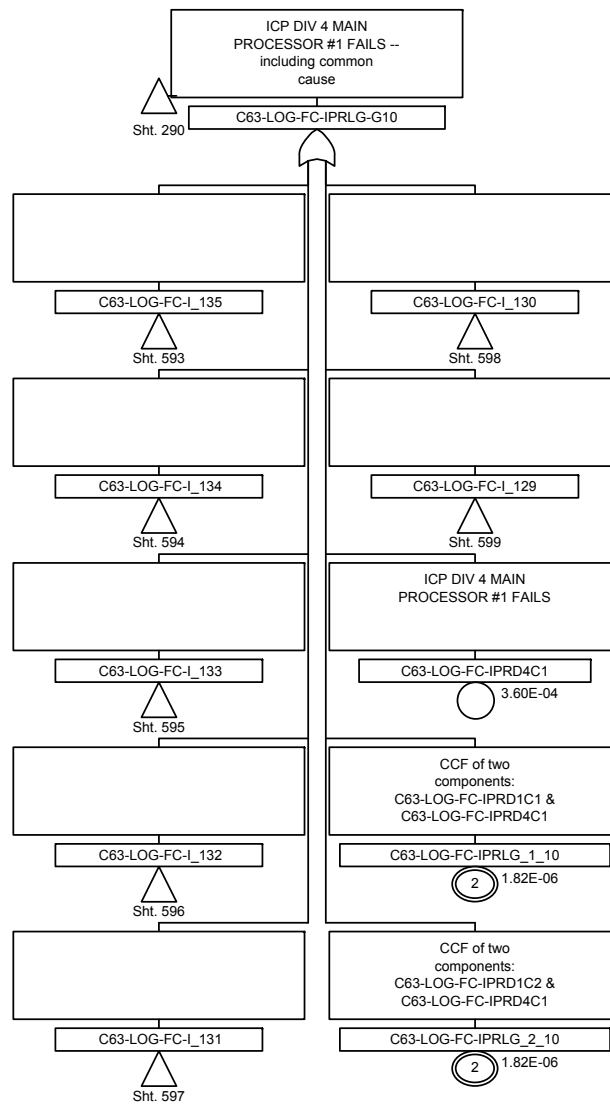 ICP DIV 4 MAIN
PROCESSOR #1 FAILS --
including common
cause
Sht. 290
C63-LOG-FC-IPRLG-G10
C63-LOG-FC-I_135
Sht. 593
C63-LOG-FC-I_130
Sht. 598
C63-LOG-FC-I_134
Sht. 594
C63-LOG-FC-I_129
Sht. 599
C63-LOG-FC-I_133
Sht. 595
ICP DIV 4 MAIN
PROCESSOR #1 FAILS
C63-LOG-FC-IPRD4C1
3.60E-04
C63-LOG-FC-I_132
Sht. 596
CCF of two
components:
C63-LOG-FC-IPRD1C1 &
C63-LOG-FC-IPRD4C1
C63-LOG-FC-IPRLG_1_10
2
1.82E-06
C63-LOG-FC-I_131
Sht. 597
CCF of two
components:
C63-LOG-FC-IPRD1C2 &
C63-LOG-FC-IPRD4C1
C63-LOG-FC-IPRLG_2_10
2
1.82E-06